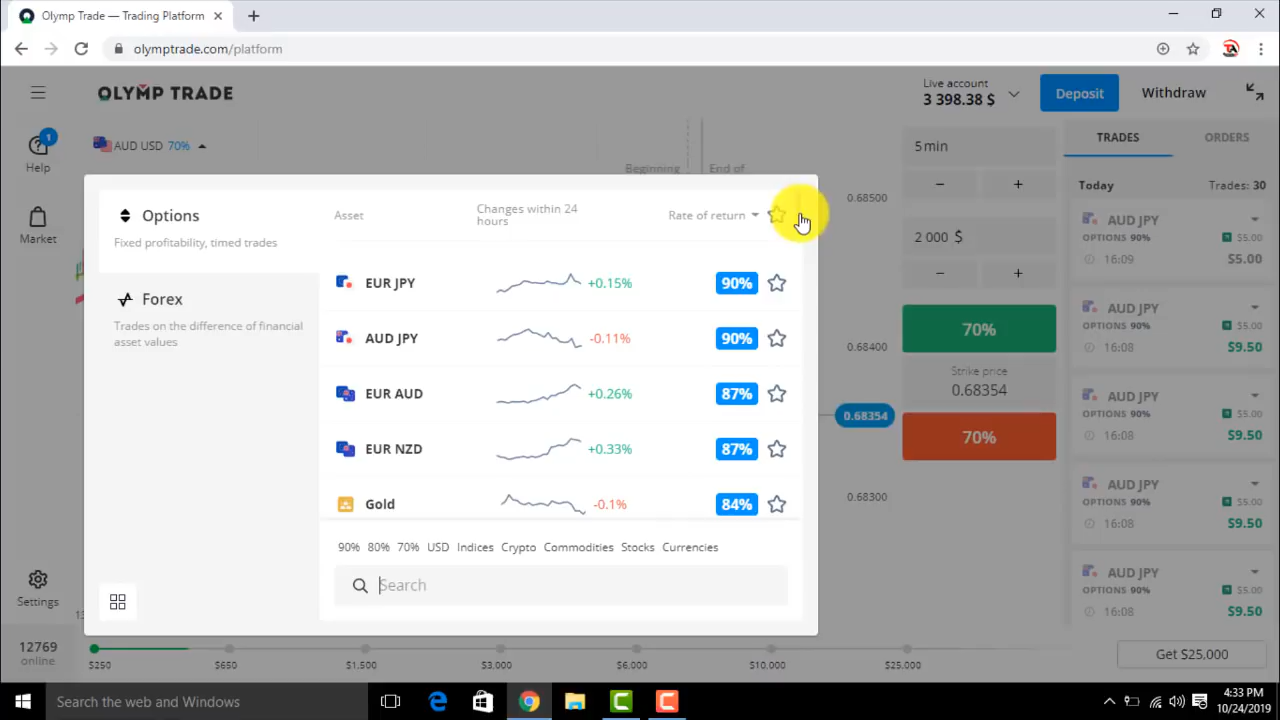 Olymp Trade — Trading Platform
olymptrade.com/platform
OLYMP TRADE
Live account
3 398.38 $
Deposit
Withdraw
1
Help
Market
Settings
12769
online
AUD USD 70%
Beginning
End of
Options
Fixed profitability, timed trades
Forex
Trades on the difference of financial
asset values
Asset
Changes within 24
hours
Rate of return
EUR JPY +0.15% 90%
AUD JPY -0.11% 90%
EUR AUD +0.26% 87%
EUR NZD +0.33% 87%
Gold -0.1% 84%
90% 80% 70% USD Indices Crypto Commodities Stocks Currencies
Search
0.68500
0.68400
0.68354
0.68300
5 min
− +
2 000 $
− +
70%
Strike price
0.68354
70%
TRADES
ORDERS
Today Trades: 30
AUD JPY
OPTIONS 90% $5.00
16:09 $5.00
AUD JPY
OPTIONS 90% $5.00
16:08 $9.50
AUD JPY
OPTIONS 90% $5.00
16:08 $9.50
AUD JPY
OPTIONS 90% $5.00
16:08 $9.50
AUD JPY
OPTIONS 90% $5.00
16:08 $9.50
$250 $650 $1,500 $3,000 $6,000 $10,000 $25,000
Get $25,000
Search the web and Windows
4:33 PM
10/24/2019